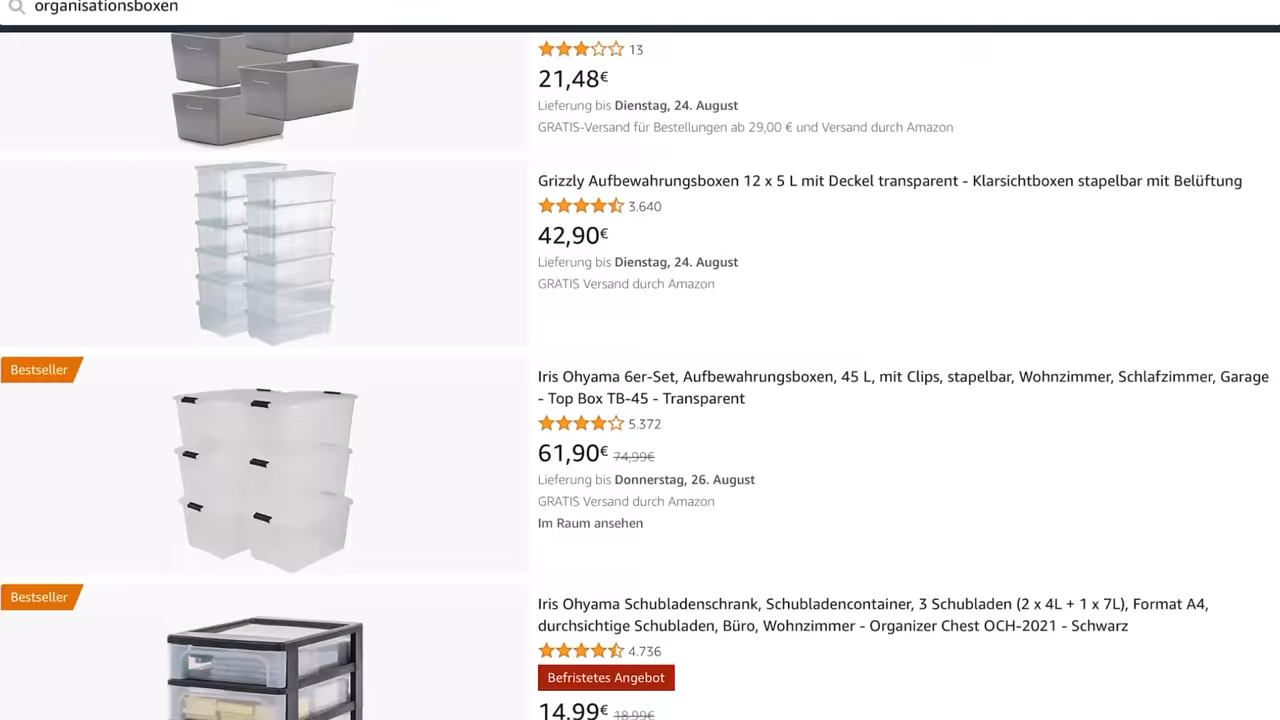 organisationsboxen
13
21,48€
Lieferung bis Dienstag, 24. August
GRATIS-Versand für Bestellungen ab 29,00 € und Versand durch Amazon
Grizzly Aufbewahrungsboxen 12 x 5 L mit Deckel transparent - Klarsichtboxen stapelbar mit Belüftung
3.640
42,90€
Lieferung bis Dienstag, 24. August
GRATIS Versand durch Amazon
Bestseller
Iris Ohyama 6er-Set, Aufbewahrungsboxen, 45 L, mit Clips, stapelbar, Wohnzimmer, Schlafzimmer, Garage
- Top Box TB-45 - Transparent
5.372
61,90€ 74,99€
Lieferung bis Donnerstag, 26. August
GRATIS Versand durch Amazon
Im Raum ansehen
Bestseller
Iris Ohyama Schubladenschrank, Schubladencontainer, 3 Schubladen (2 x 4L + 1 x 7L), Format A4,
durchsichtige Schubladen, Büro, Wohnzimmer - Organizer Chest OCH-2021 - Schwarz
4.736
Befristetes Angebot
14,99€ 18,99€